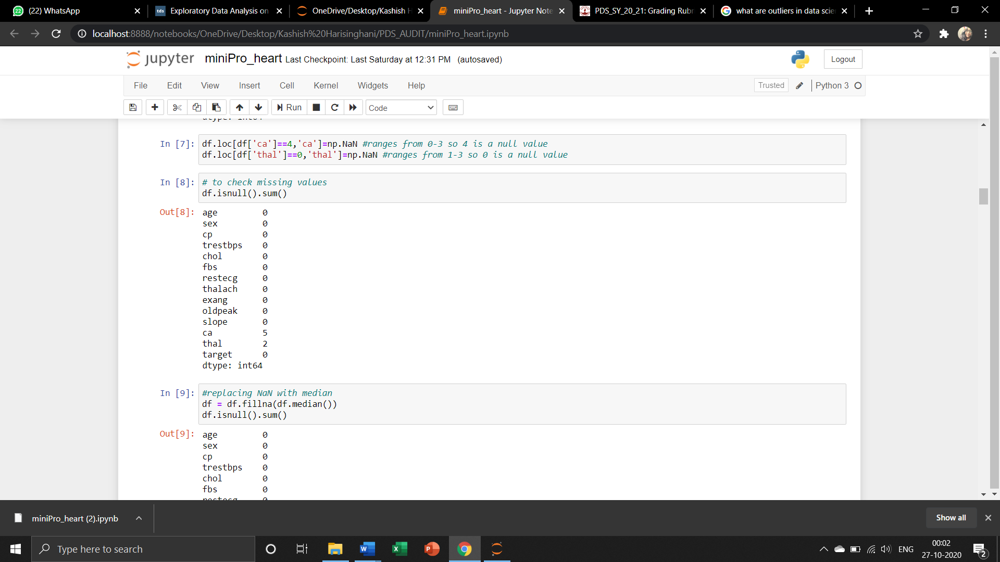 (22) WhatsApp
Exploratory Data Analysis on
OneDrive/Desktop/Kashish H
miniPro_heart - Jupyter Note
PDS_SY_20_21: Grading Rubr
what are outliers in data scie
localhost:8888/notebooks/OneDrive/Desktop/Kashish%20Harisinghani/PDS_AUDIT/miniPro_heart.ipynb
jupyter miniPro_heart Last Checkpoint: Last Saturday at 12:31 PM (autosaved)
Logout
File Edit View Insert Cell Kernel Widgets Help
Trusted
Python 3
Run
Code
dtype: int64
In [7]: df.loc[df['ca']==4,'ca']=np.NaN #ranges from 0-3 so 4 is a null value
df.loc[df['thal']==0,'thal']=np.NaN #ranges from 1-3 so 0 is a null value
In [8]: # to check missing values
df.isnull().sum()
Out[8]: age 0
sex 0
cp 0
trestbps 0
chol 0
fbs 0
restecg 0
thalach 0
exang 0
oldpeak 0
slope 0
ca 5
thal 2
target 0
dtype: int64
In [9]: #replacing NaN with median
df = df.fillna(df.median())
df.isnull().sum()
Out[9]: age 0
sex 0
cp 0
trestbps 0
chol 0
fbs 0
restecg 0
miniPro_heart (2).ipynb
Show all
Type here to search
ENG
00:02
27-10-2020
2